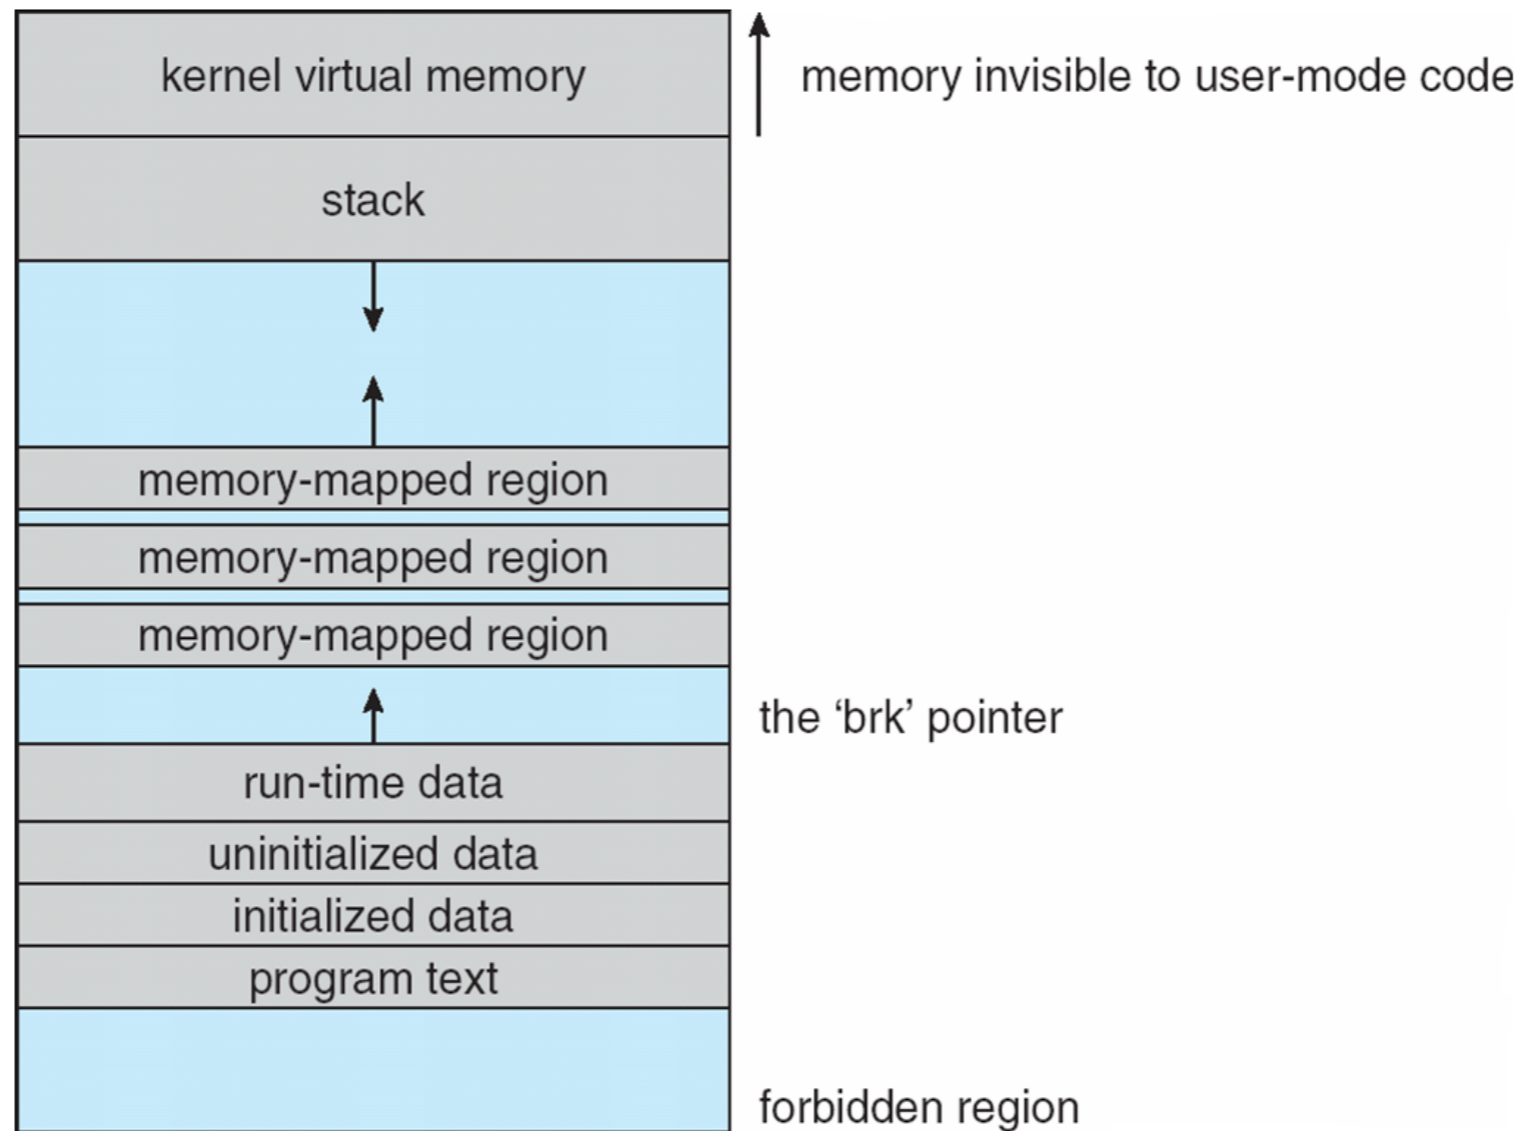 kernel virtual memory
memory invisible to user-mode code
stack
memory-mapped region
memory-mapped region
memory-mapped region
the ‘brk’ pointer
run-time data
uninitialized data
initialized data
program text
forbidden region